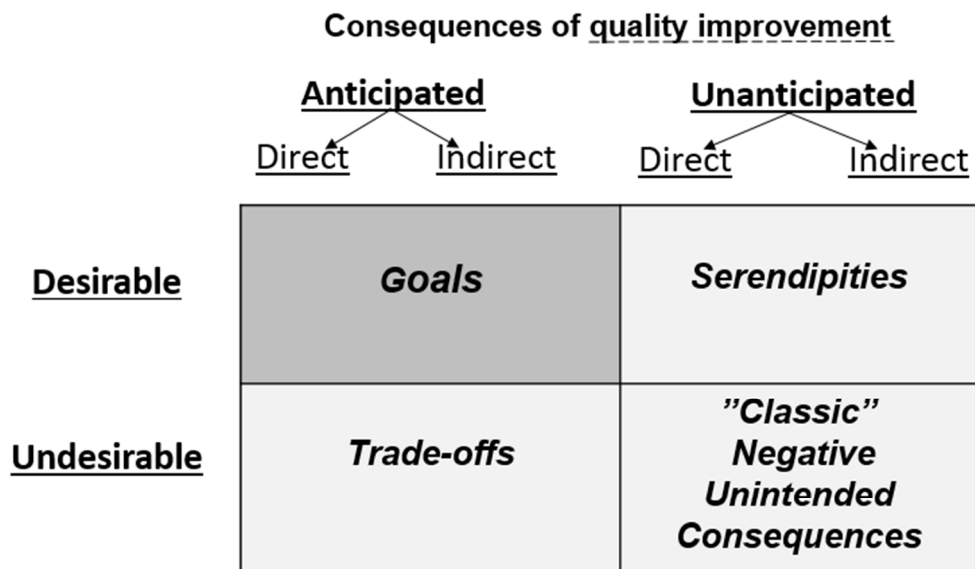 Consequences of quality improvement
Anticipated
Unanticipated
Direct
Indirect
Direct
Indirect
Desirable
Goals
Serendipities
Undesirable
Trade-offs
”Classic”
Negative
Unintended
Consequences